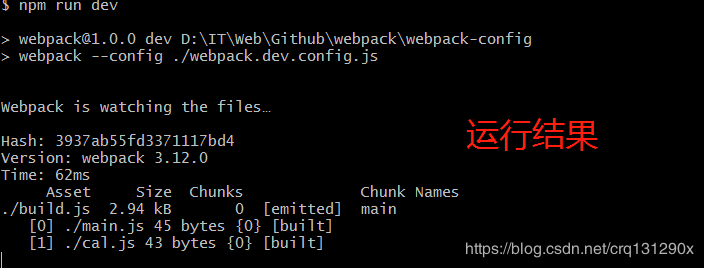 $ npm run dev
> webpack@1.0.0 dev D:\IT\Web\Github\webpack\webpack-config
> webpack --config ./webpack.dev.config.js
Webpack is watching the files…
运行结果
Hash: 3937ab55fd3371117bd4
Version: webpack 3.12.0
Time: 62ms
Asset Size Chunks Chunk Names
./build.js 2.94 kB 0 [emitted] main
[0] ./main.js 45 bytes {0} [built]
[1] ./cal.js 43 bytes {0} [built]
https://blog.csdn.net/crq131290x